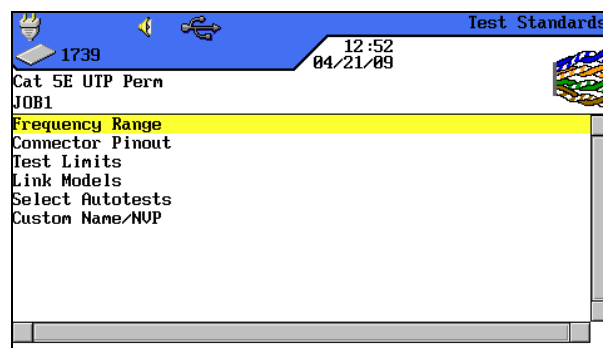 Test Standards
1739
12:52
04/21/09
Cat 5E UTP Perm
JOB1
Frequency Range
Connector Pinout
Test Limits
Link Models
Select Autotests
Custom Name/NVP